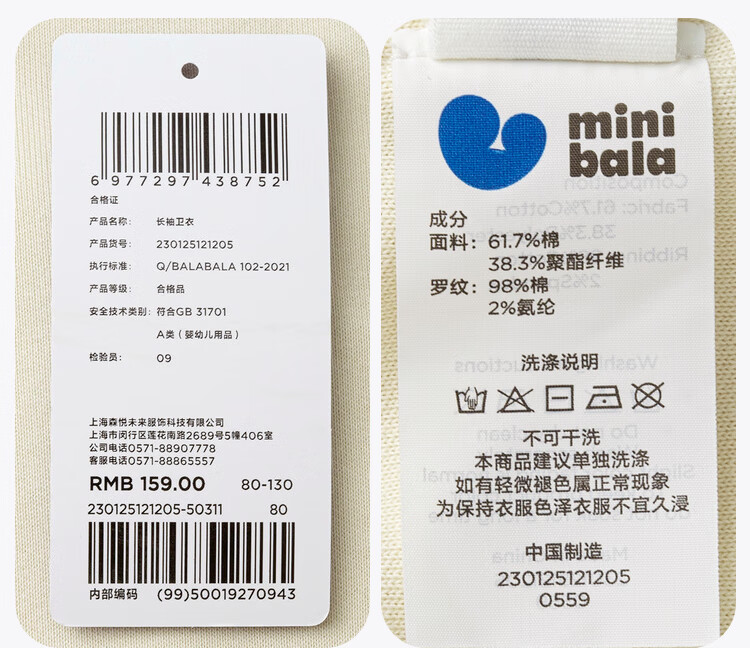 6 977297 438752
合格证
产品名称: 长袖卫衣
产品货号: 230125121205
执行标准: Q/BALABALA 102-2021
产品等级: 合格品
安全技术类别: 符合GB 31701
A类（婴幼儿用品）
检验员: 09
上海森悦未来服饰科技有限公司
上海市闵行区莲花南路2689号5幢406室
公司电话0571-88907778
客服电话0571-88865557
RMB 159.00 80-130
230125121205-50311 80
内部编码 (99)50019270943
mini
bala
成分
面料: 61.7%棉
38.3%聚酯纤维
罗纹: 98%棉
2%氨纶
洗涤说明
不可干洗
本商品建议单独洗涤
如有轻微褪色属正常现象
为保持衣服色泽衣服不宜久浸
中国制造
230125121205
0559